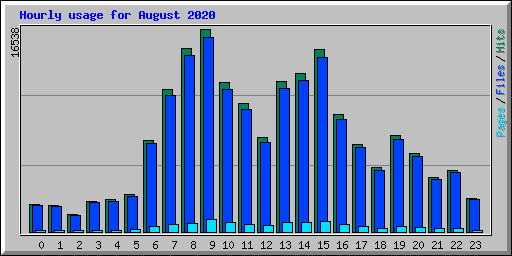 Hourly usage for August 2020
16538
Pages/Files/Hits
0 1 2 3 4 5 6 7 8 9 10 11 12 13 14 15 16 17 18 19 20 21 22 23